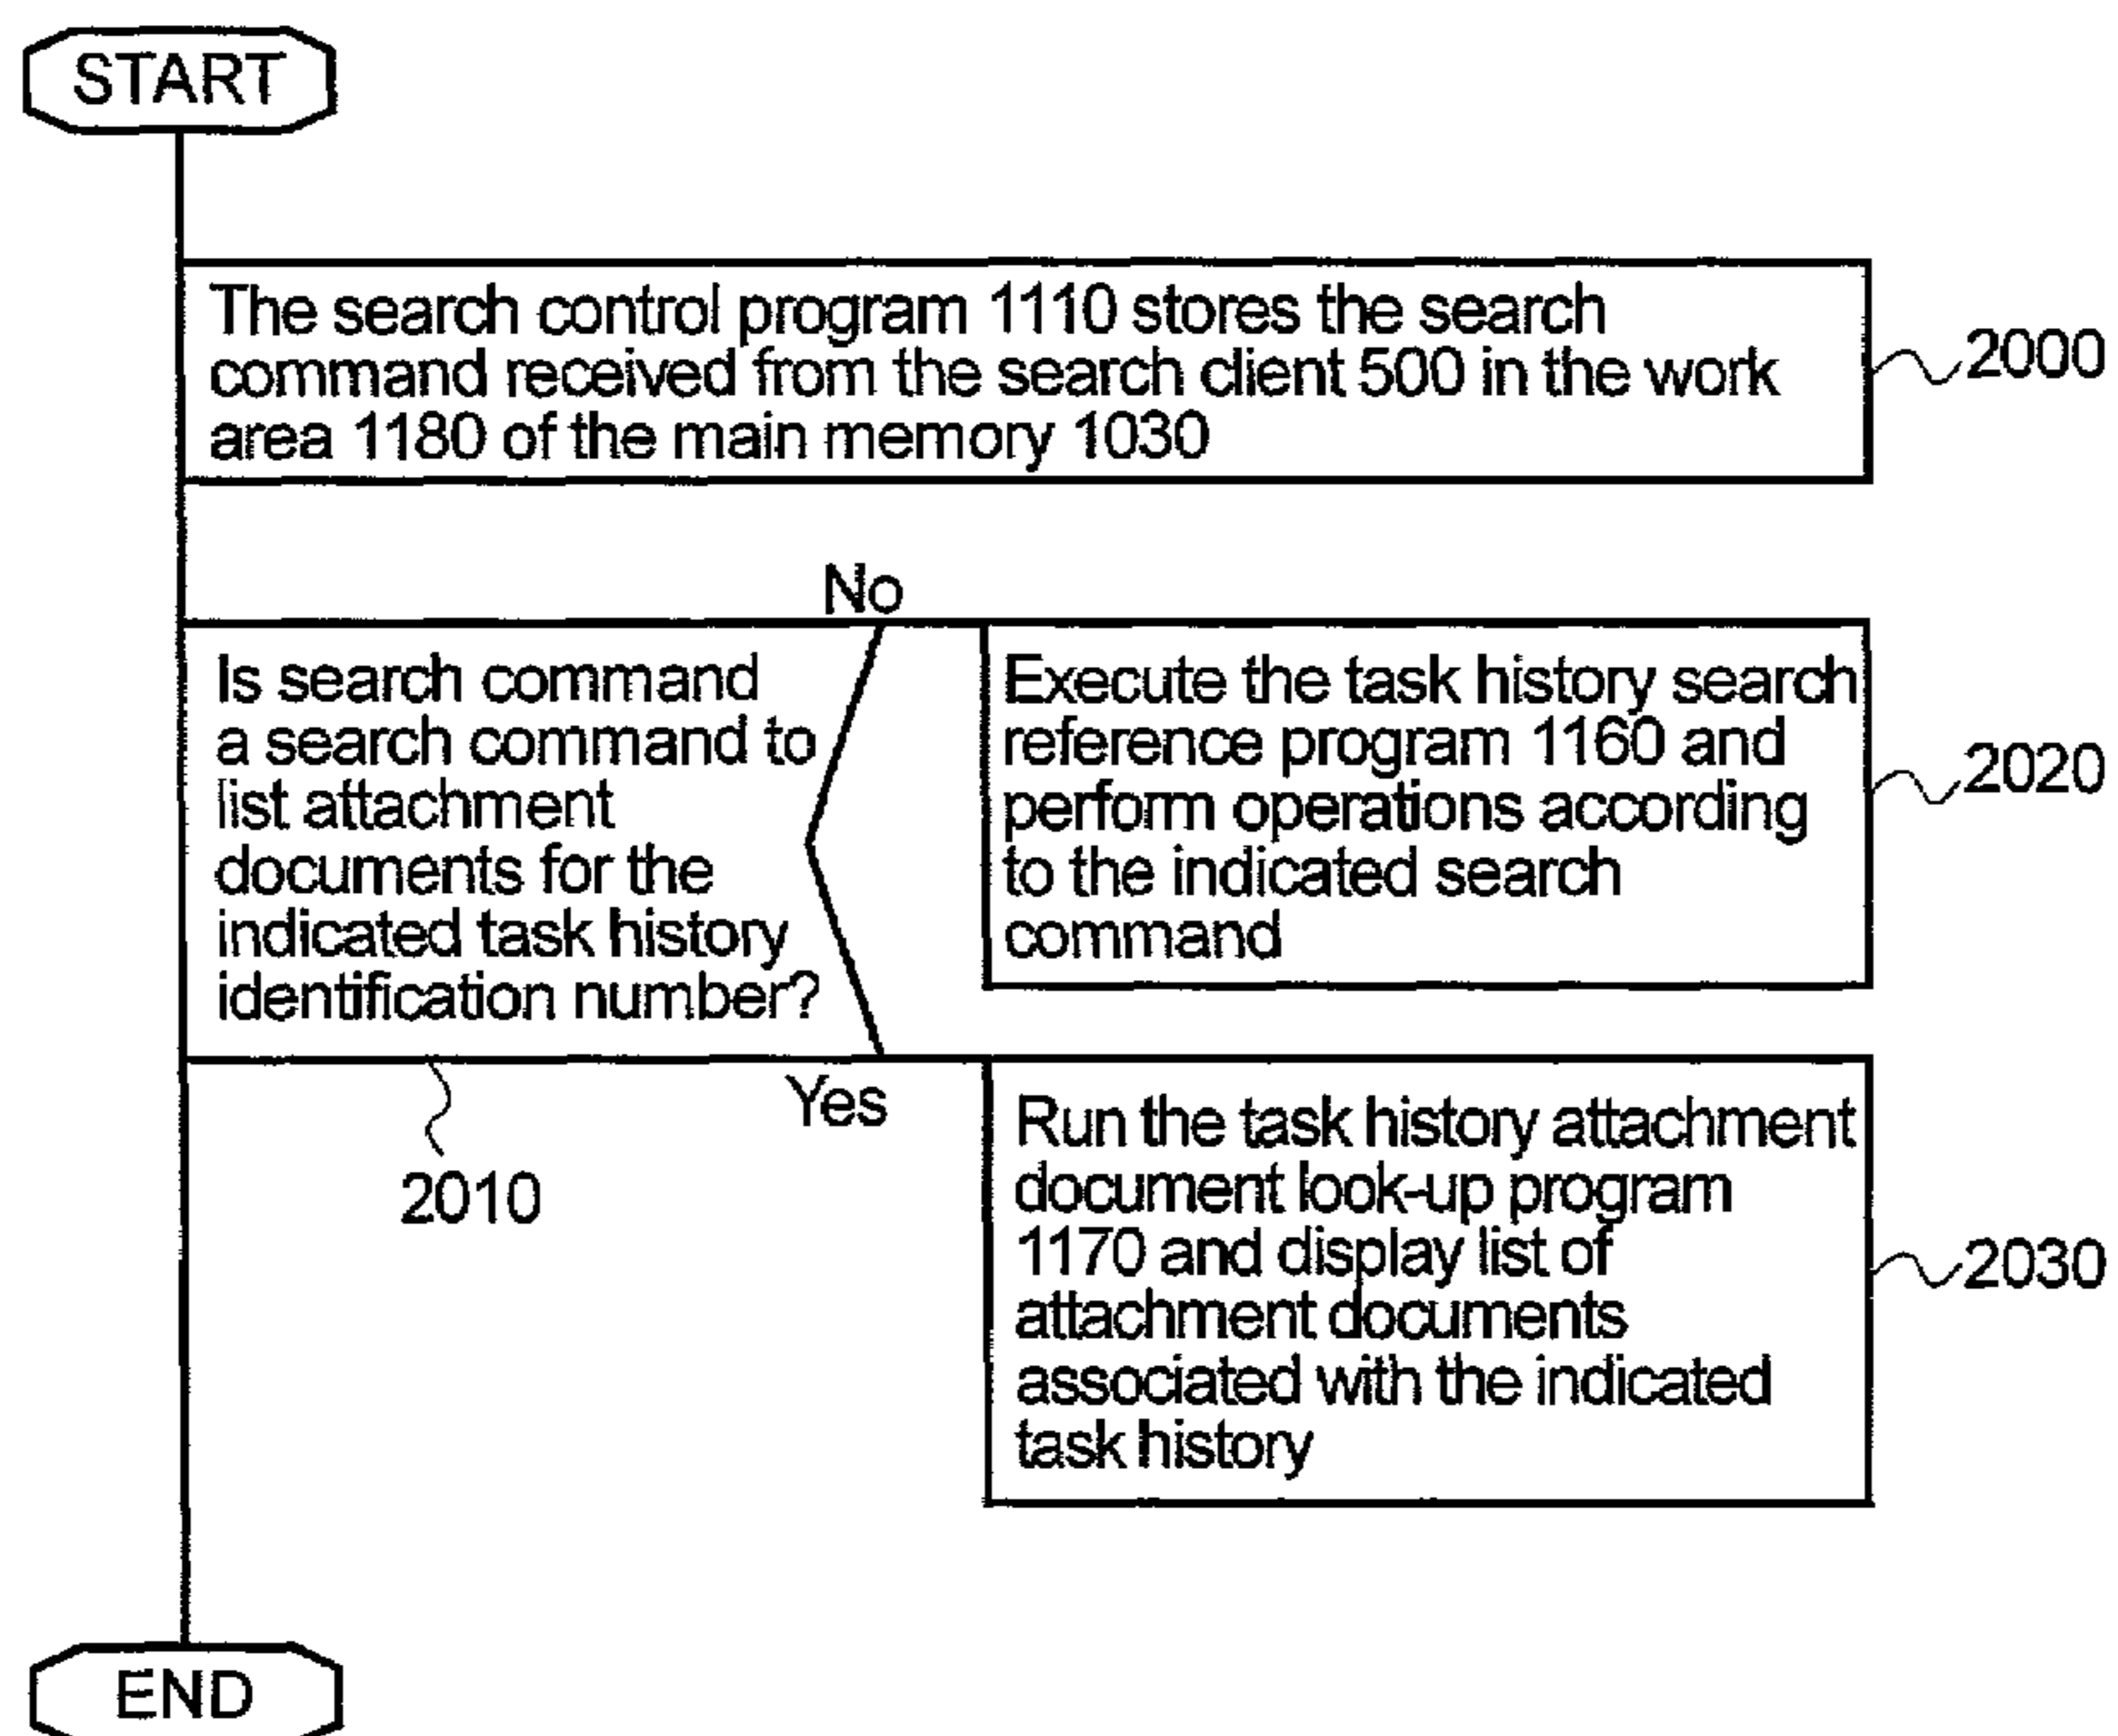 START
The search control program 1110 stores the search
command received from the search client 500 in the work
area 1180 of the main memory 1030
2000
No
Is search command
a search command to
list attachment
documents for the
indicated task history
identification number?
2010
Execute the task history search
reference program 1160 and
perform operations according
to the indicated search
command
2020
Yes
Run the task history attachment
document look-up program
1170 and display list of
attachment documents
associated with the indicated
task history
2030
END